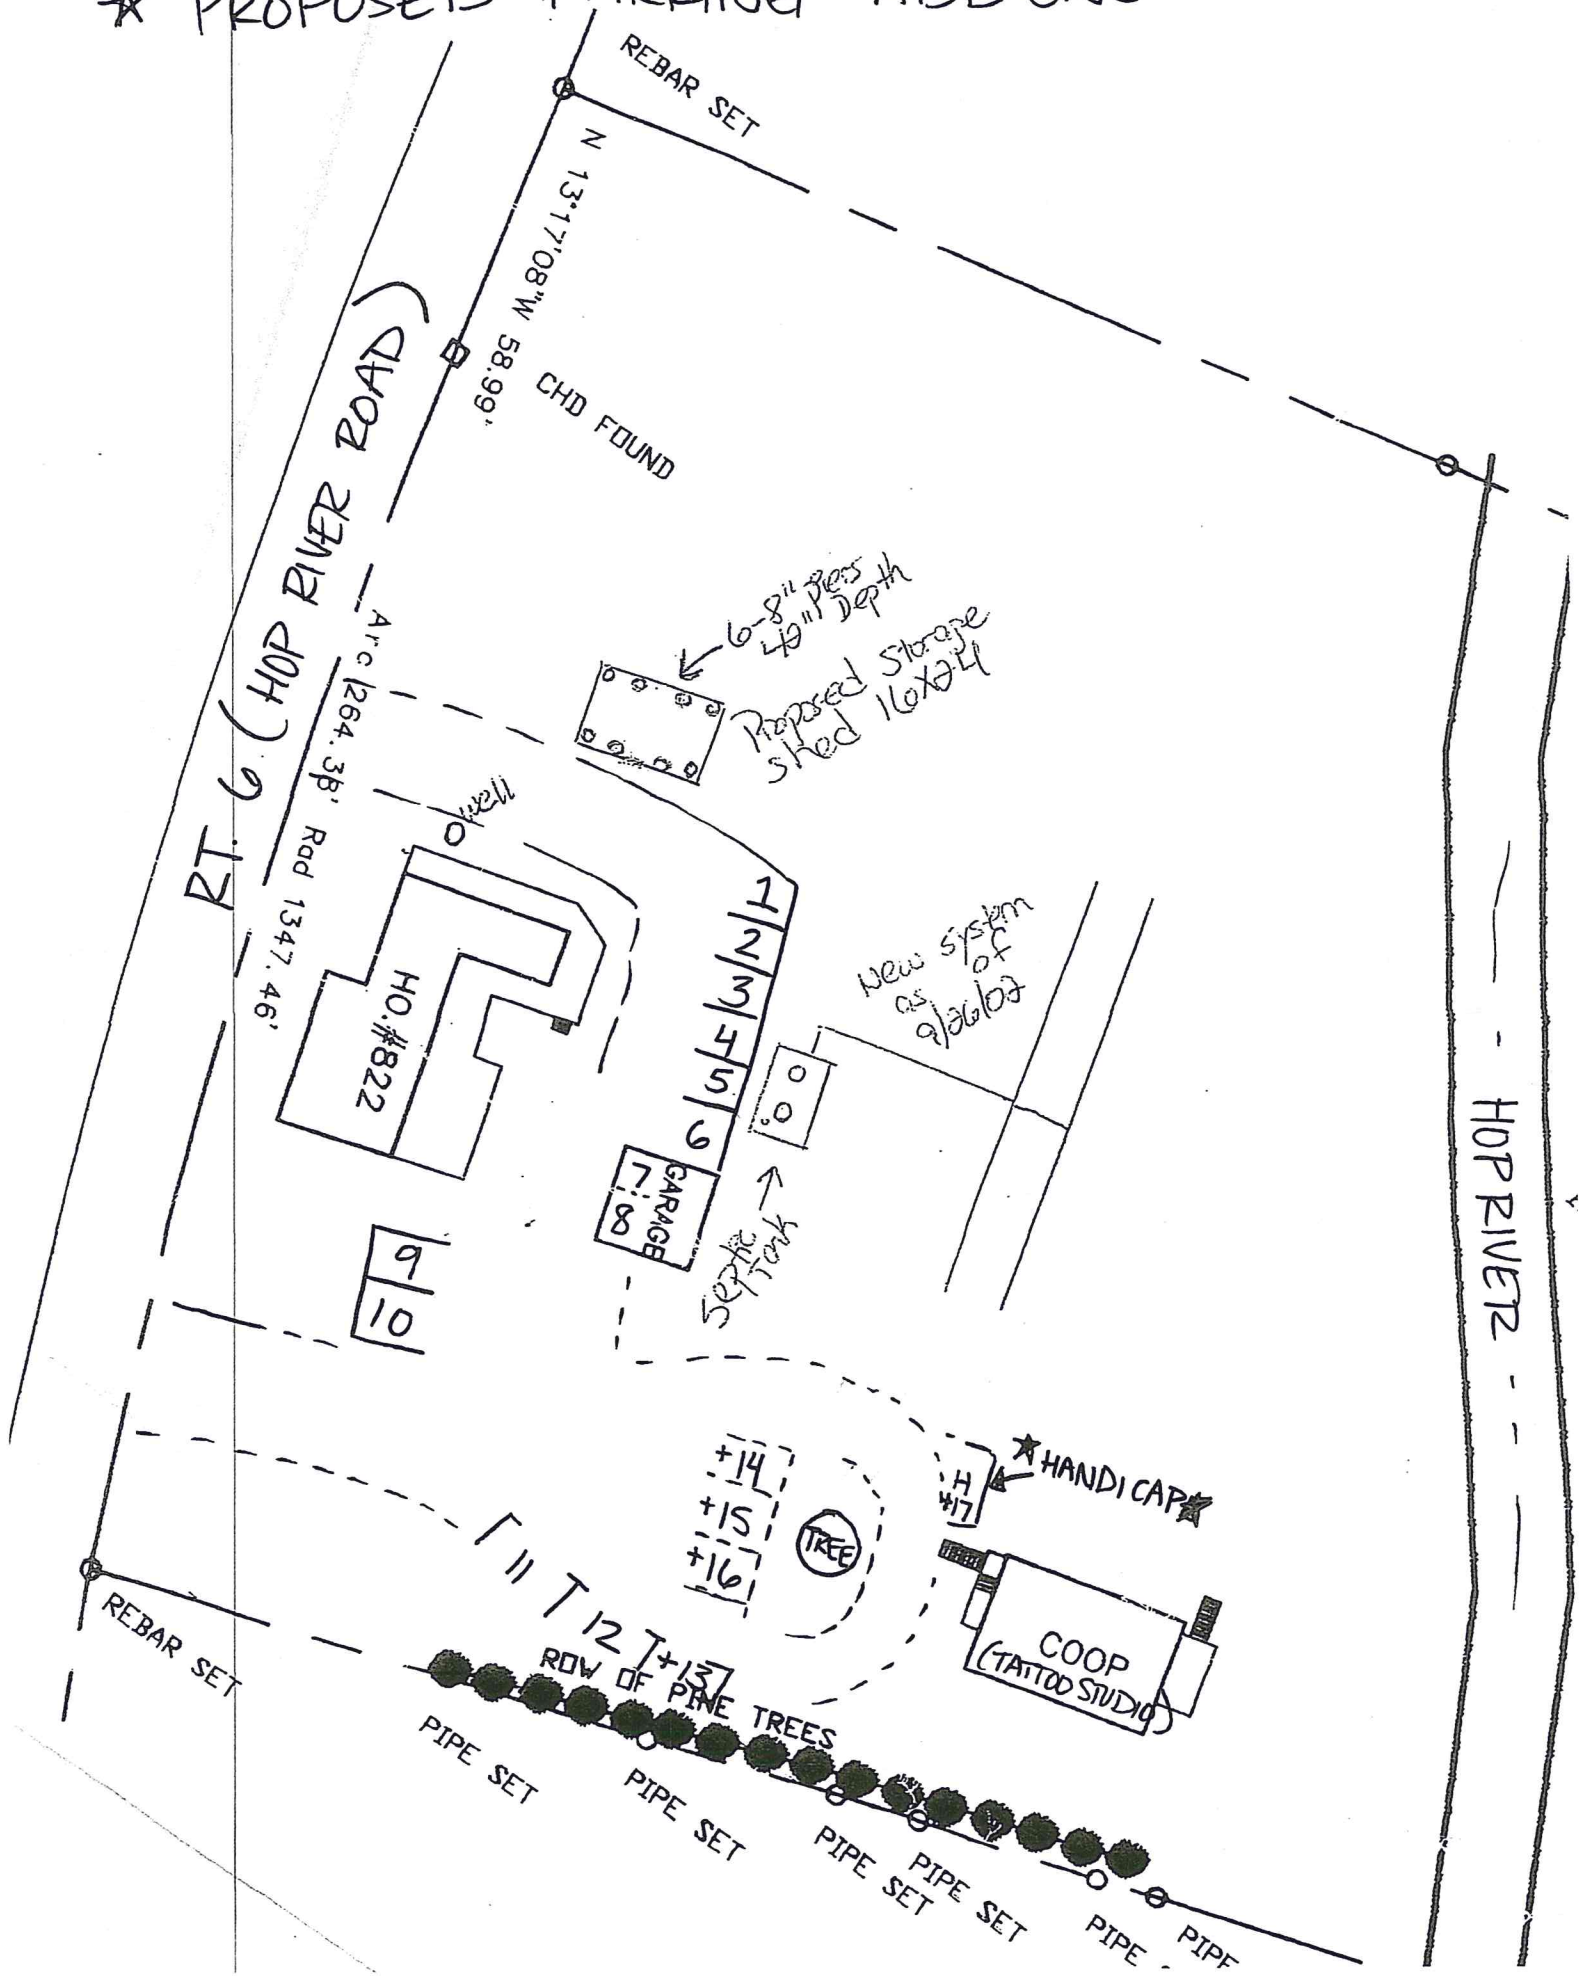 ★ PROPOSED PARKING ADD ONS
REBAR SET
N 13°17'08"W 58.99'
CHD FOUND
RT. 6 (HOP RIVER ROAD)
Arc 264.38' Rad 1347.46'
6-8" Piers
42" Depth
Proposed Storage
Shed 16X24
well
HO.#822
1
2
3
4
5
6
7
8
GARAGE
9
10
New system
as of
9/26/02
Septic
Tank
- HOP RIVER - -
★HANDICAP★
H
+17
+14
+15
+16
TREE
11
12
+13
ROW OF PINE TREES
COOP
(TATTOO STUDIO)
REBAR SET
PIPE SET
PIPE SET
PIPE SET
PIPE SET
PIPE
PIPE